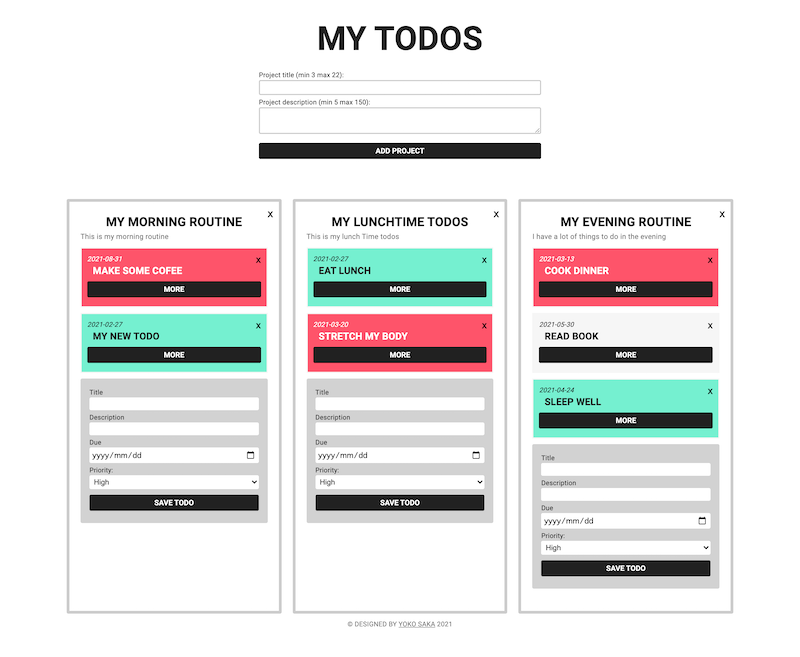 MY TODOS
Project title (min 3 max 22):
Project description (min 5 max 150):
ADD PROJECT
X
MY MORNING ROUTINE
This is my morning routine
2021-08-31 X
MAKE SOME COFEE
MORE
2021-02-27 X
MY NEW TODO
MORE
Title
Description
Due
yyyy/mm/dd
Priority:
High
SAVE TODO
X
MY LUNCHTIME TODOS
This is my lunch Time todos
2021-02-27 X
EAT LUNCH
MORE
2021-03-20 X
STRETCH MY BODY
MORE
Title
Description
Due
yyyy/mm/dd
Priority:
High
SAVE TODO
X
MY EVENING ROUTINE
I have a lot of things to do in the evening
2021-03-13 X
COOK DINNER
MORE
2021-05-30 X
READ BOOK
MORE
2021-04-24 X
SLEEP WELL
MORE
Title
Description
Due
yyyy/mm/dd
Priority:
High
SAVE TODO
© DESIGNED BY YOKO SAKA 2021